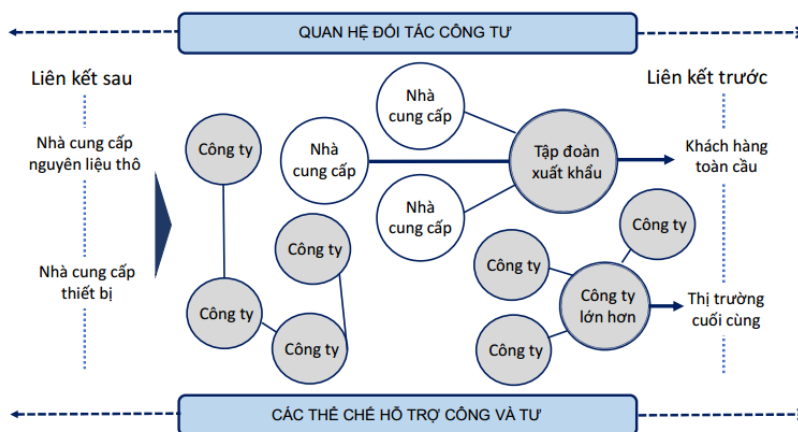 QUAN HỆ ĐỐI TÁC CÔNG TƯ
Liên kết sau
Nhà cung cấp
nguyên liệu thô
Nhà cung cấp
thiết bị
Công ty
Công ty
Công ty
Công ty
Nhà
cung cấp
Nhà
cung cấp
Nhà
cung cấp
Tập đoàn
xuất khẩu
Công ty
Công ty
Công ty
Công ty
lớn hơn
Liên kết trước
Khách hàng
toàn cầu
Thị trường
cuối cùng
CÁC THỂ CHẾ HỖ TRỢ CÔNG VÀ TƯ